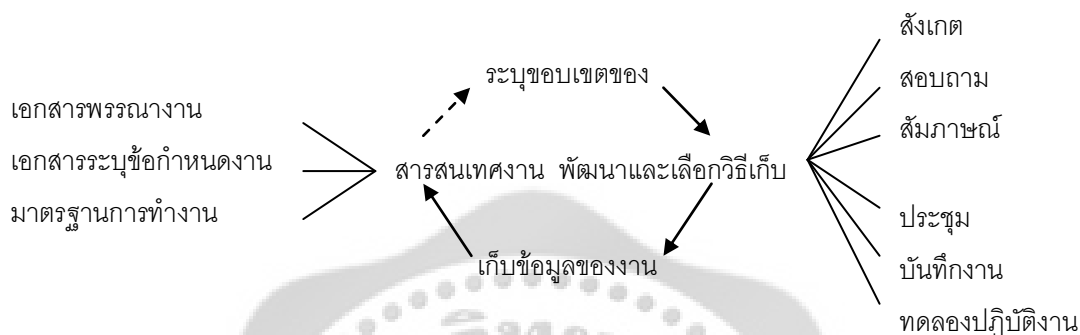 สังเกต
ระบุขอบเขตของ
สอบถาม
เอกสารพรรณางาน
สัมภาษณ์
เอกสารระบุข้อกำหนดงาน
สารสนเทศงาน พัฒนาและเลือกวิธีเก็บ
มาตรฐานการทำงาน
ประชุม
เก็บข้อมูลของงาน
บันทึกงาน
ทดลองปฏิบัติงาน